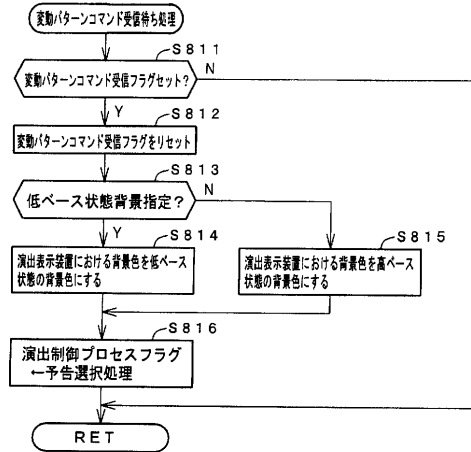 変動パターンコマンド受信待ち処理
S811
変動パターンコマンド受信フラグセット?
N
Y
S812
変動パターンコマンド受信フラグをリセット
S813
低ベース状態背景指定?
N
Y
S814
演出表示装置における背景色を低ベース
状態の背景色にする
S815
演出表示装置における背景色を高ベース
状態の背景色にする
S816
演出制御プロセスフラグ
←予告選択処理
RET